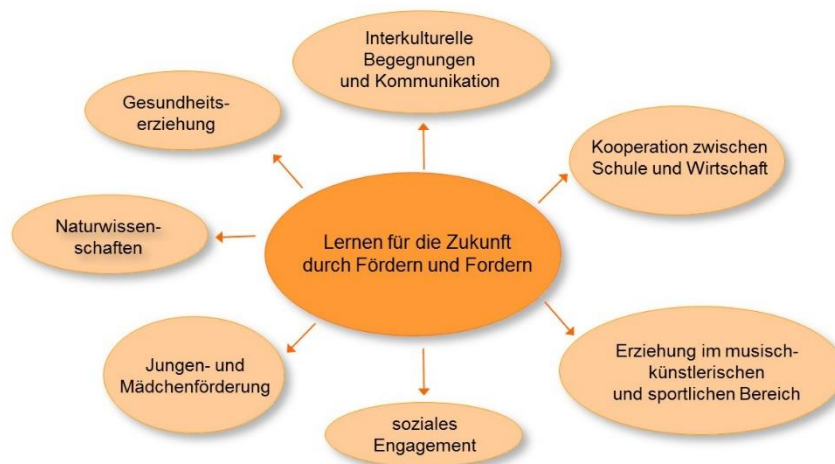 Interkulturelle
Begegnungen
und Kommunikation
Gesundheits-
erziehung
Kooperation zwischen
Schule und Wirtschaft
Naturwissen-
schaften
Lernen für die Zukunft
durch Fördern und Fordern
Jungen- und
Mädchenförderung
Erziehung im musisch-
künstlerischen
und sportlichen Bereich
soziales
Engagement